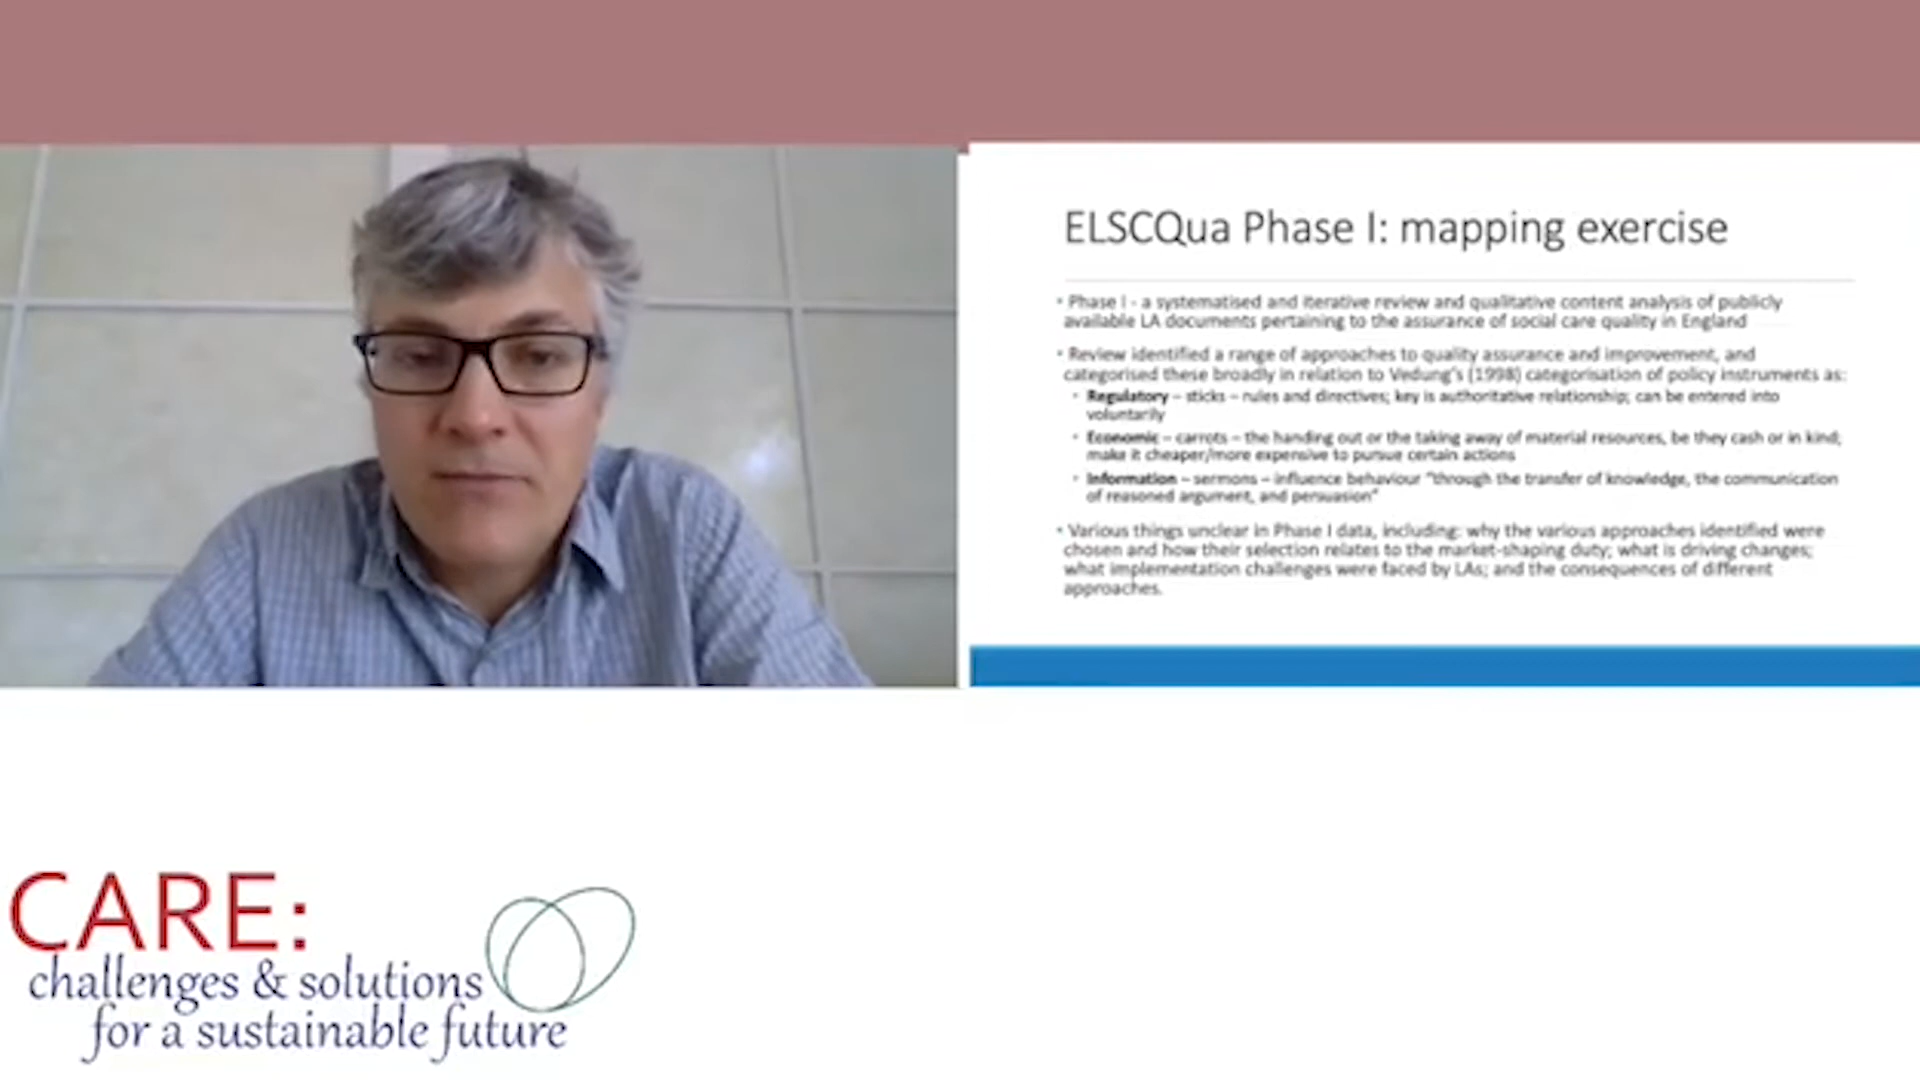 ELSCQua Phase I: mapping exercise
• Phase I - a systematised and iterative review and qualitative content analysis of publicly
available LA documents pertaining to the assurance of social care quality in England
• Review identified a range of approaches to quality assurance and improvement, and
categorised these broadly in relation to Vedung's (1998) categorisation of policy instruments as:
• Regulatory – sticks – rules and directives; key is authoritative relationship; can be entered into
voluntarily
• Economic – carrots – the handing out or the taking away of material resources, be they cash or in kind;
make it cheaper/more expensive to pursue certain actions
• Information – sermons – influence behaviour "through the transfer of knowledge, the communication
of reasoned argument, and persuasion"
• Various things unclear in Phase I data, including: why the various approaches identified were
chosen and how their selection relates to the market-shaping duty; what is driving changes;
what implementation challenges were faced by LAs; and the consequences of different
approaches.
CARE:
challenges & solutions
for a sustainable future